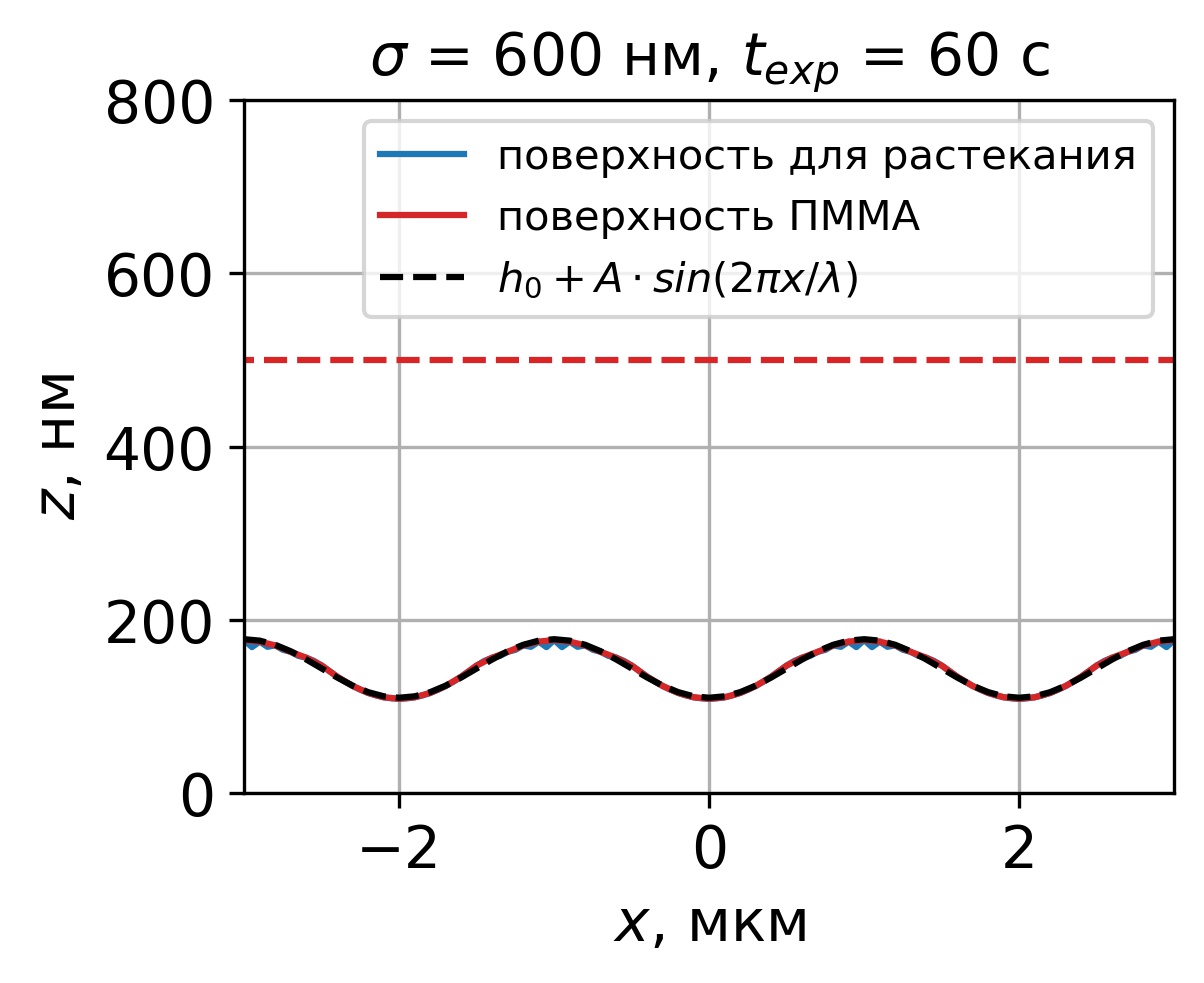 σ = 600 нм, t_exp = 60 с
800
поверхность для растекания
поверхность ПММА
h₀ + A · sin(2πx/λ)
600
400
200
0
z, нм
−2
0
2
x, мкм